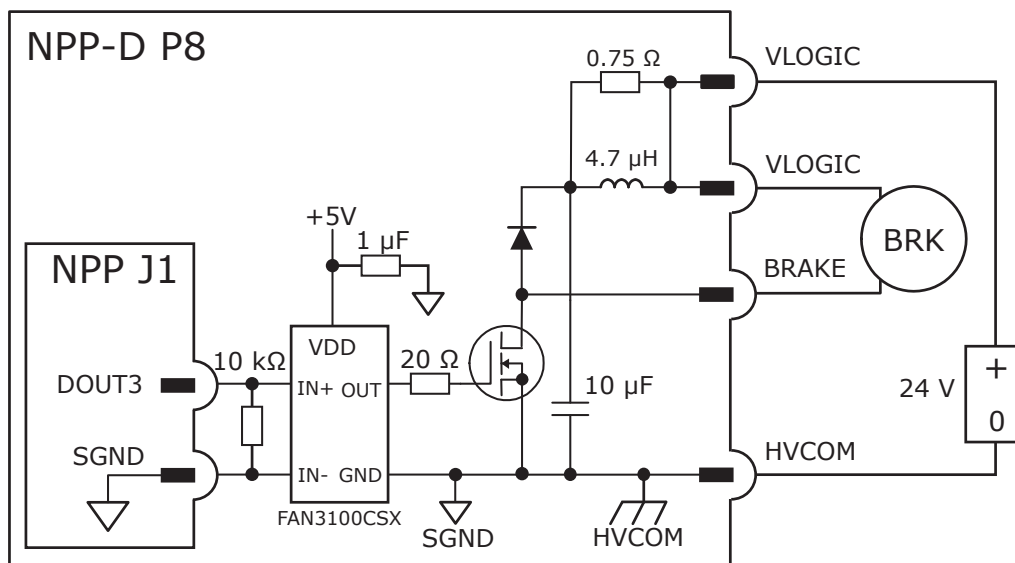 NPP-D P8
0.75 Ω
VLOGIC
4.7 µH
VLOGIC
+5V
1 µF
BRK
NPP J1
BRAKE
VDD
10 kΩ
20 Ω
DOUT3
IN+ OUT
10 µF
24 V
+
0
SGND
HVCOM
IN- GND
FAN3100CSX
SGND
HVCOM